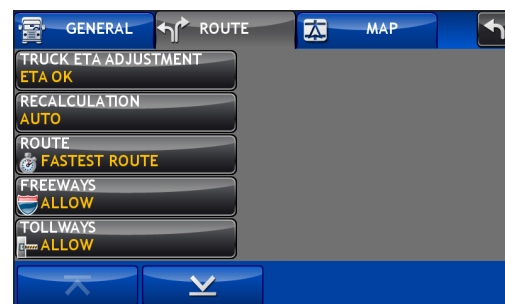 GENERAL
ROUTE
MAP
TRUCK ETA ADJUSTMENT
ETA OK
RECALCULATION
AUTO
ROUTE
FASTEST ROUTE
FREEWAYS
ALLOW
TOLLWAYS
ALLOW